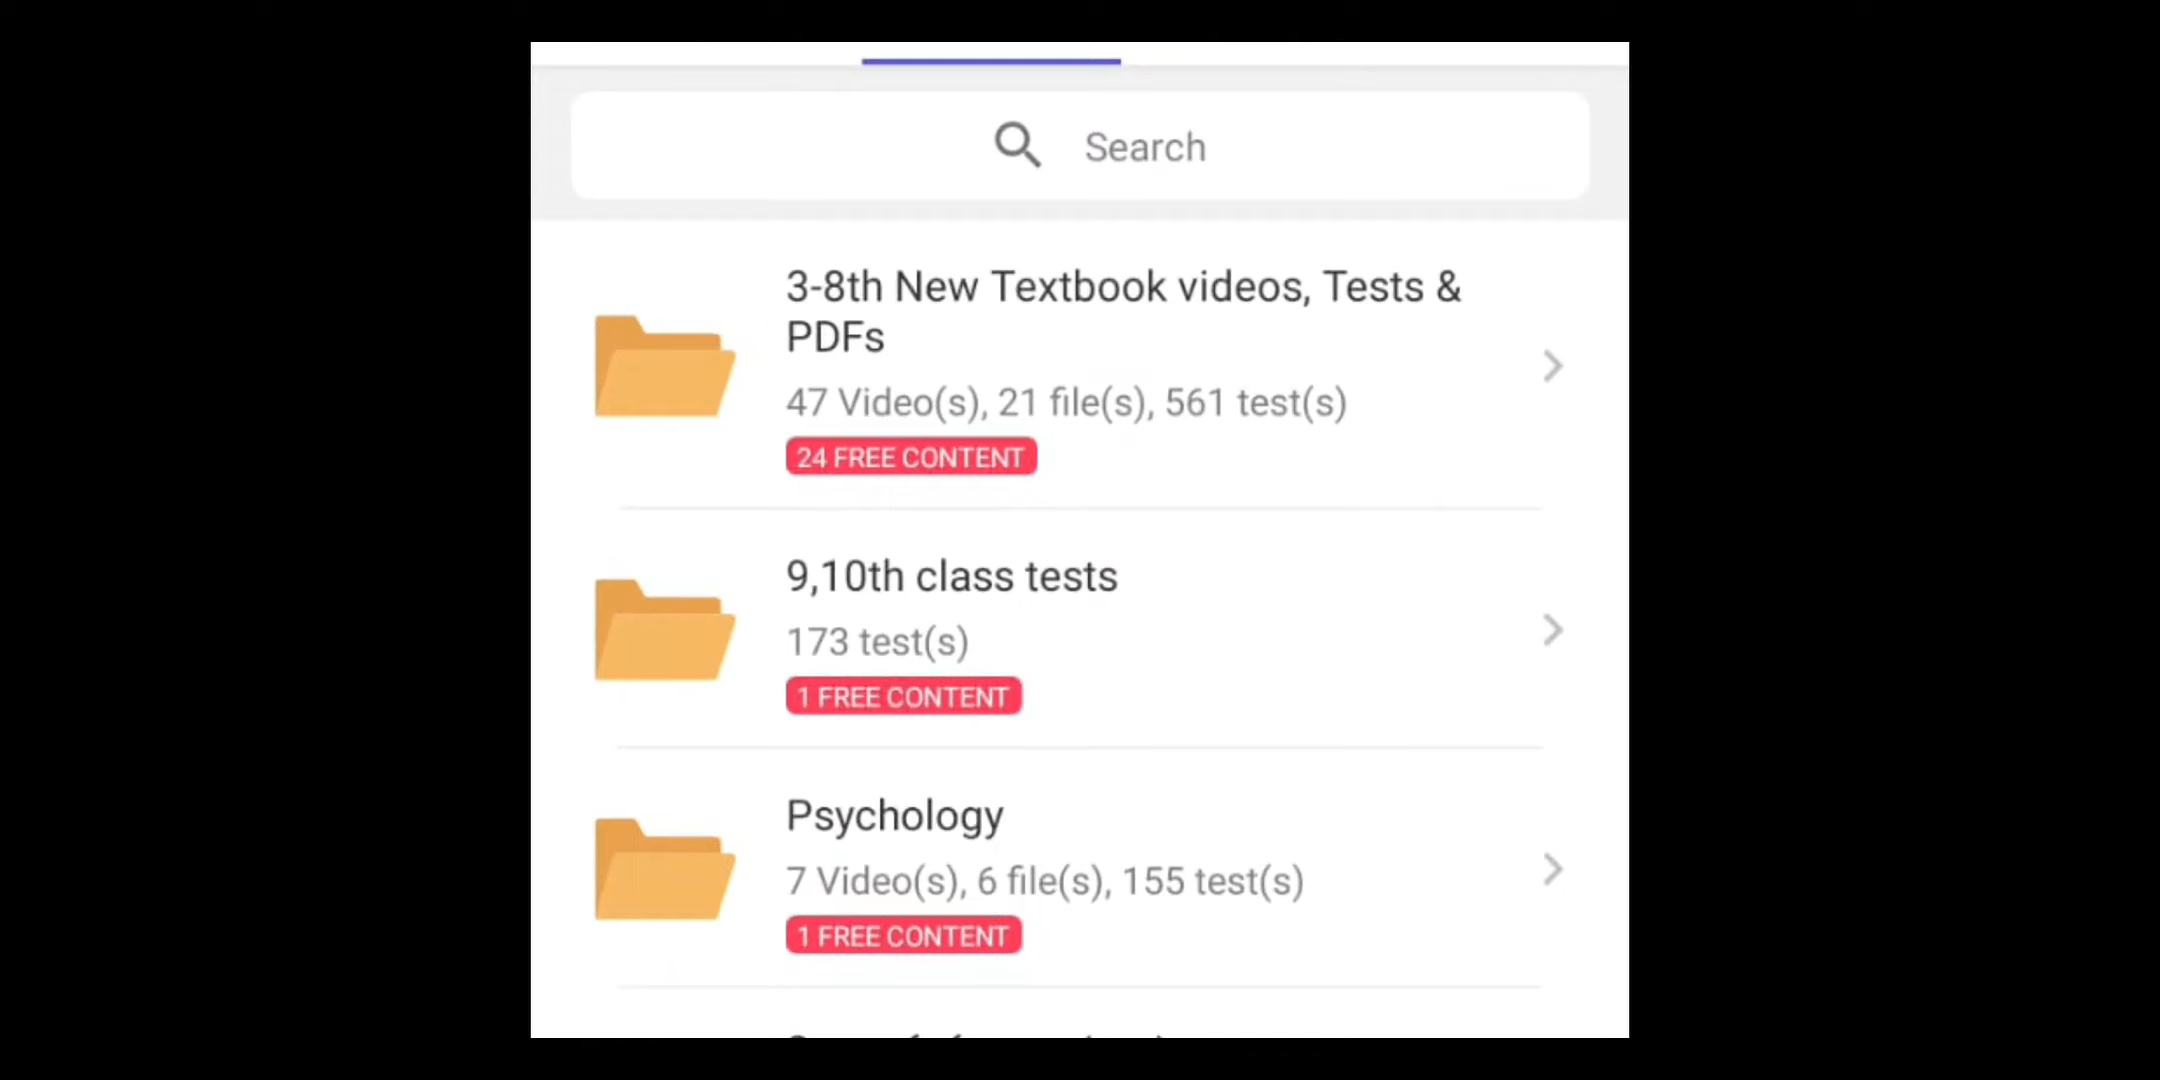 Search
3-8th New Textbook videos, Tests &
PDFs
47 Video(s), 21 file(s), 561 test(s)
24 FREE CONTENT
9,10th class tests
173 test(s)
1 FREE CONTENT
Psychology
7 Video(s), 6 file(s), 155 test(s)
1 FREE CONTENT